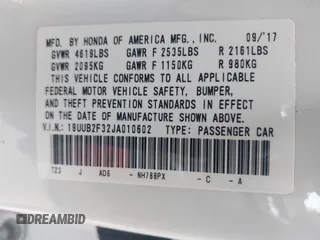 MFD. BY HONDA OF AMERICA MFG., INC. 09/'17
GVWR 4619LBS GAWR F 2535LBS R 2161LBS
GVWR 2095KG GAWR F 1150KG R 980KG
THIS VEHICLE CONFORMS TO ALL APPLICABLE
FEDERAL MOTOR VEHICLE SAFETY, BUMPER,
AND THEFT PREVENTION STANDARDS IN EFFECT
ON THE DATE OF MANUFACTURE SHOWN ABOVE.
V.I.N.: 19UUB2F32JA010602 TYPE: PASSENGER CAR
TZ3 J AD6 - NH788PX - C - A
DREAMBID